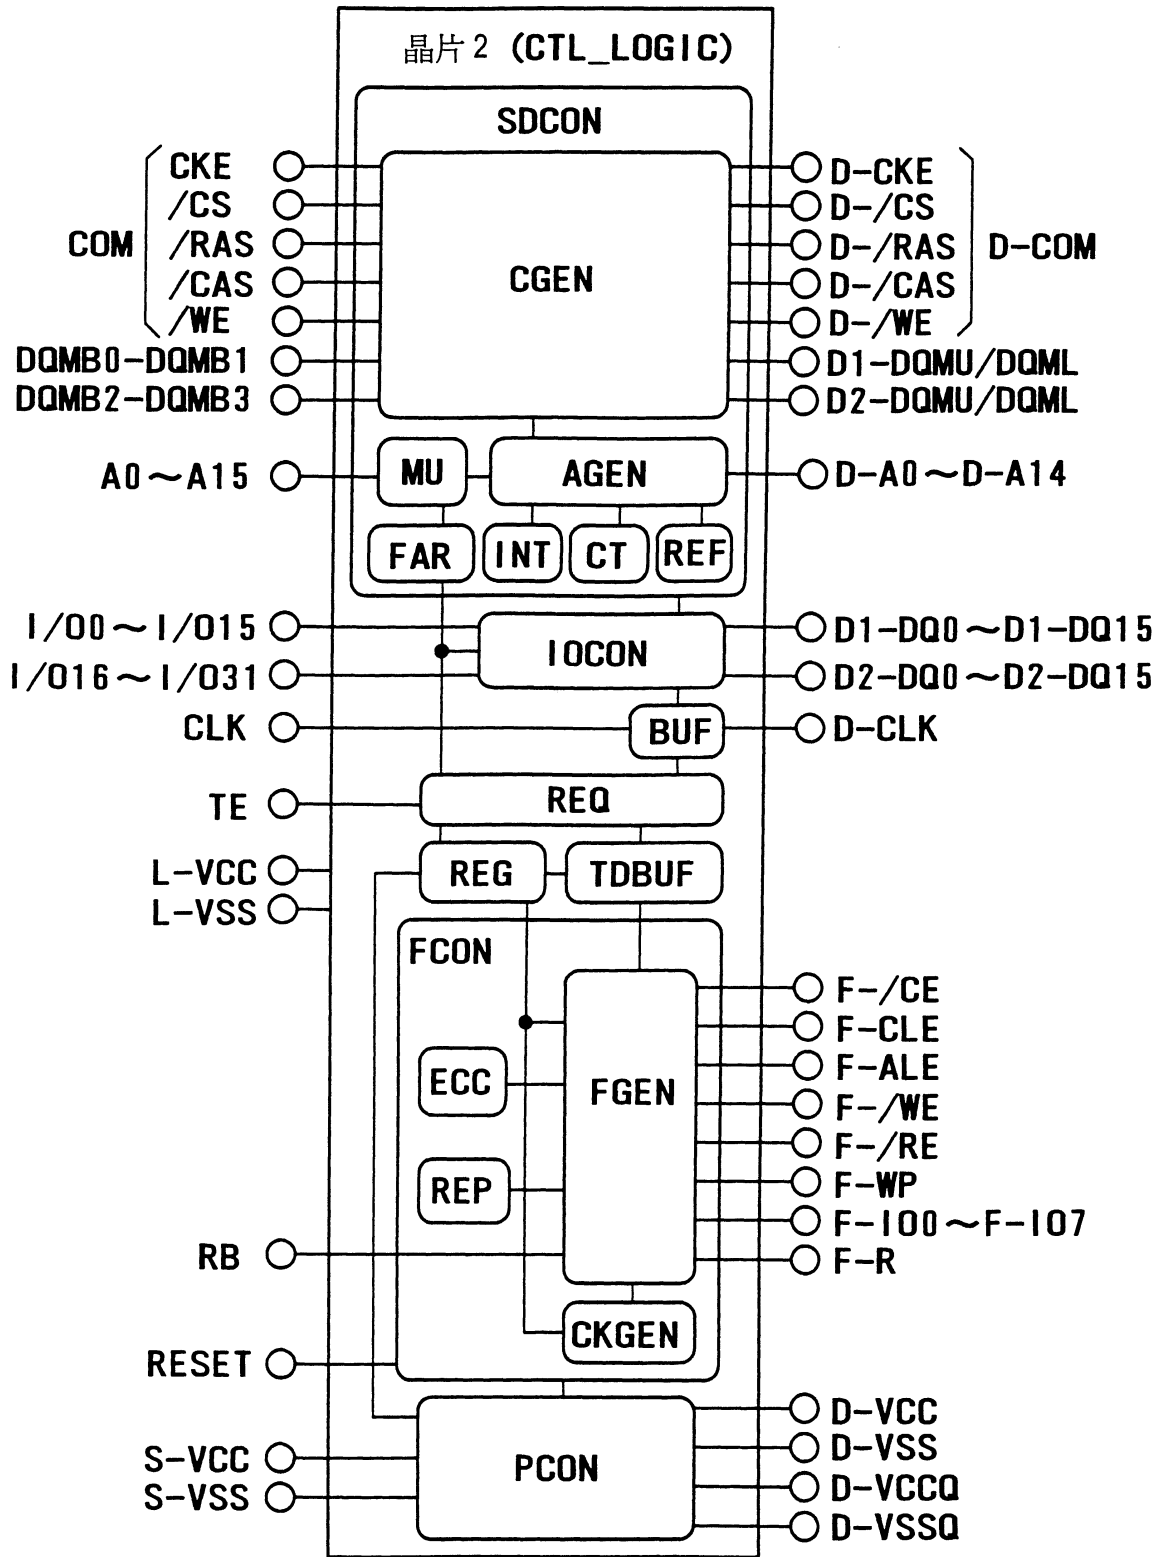 晶片2 (CTL_LOGIC)
SDCON
CKE
/CS
COM
/RAS
/CAS
/WE
DQMB0-DQMB1
DQMB2-DQMB3
CGEN
D-CKE
D-/CS
D-/RAS
D-COM
D-/CAS
D-/WE
D1-DQMU/DQML
D2-DQMU/DQML
A0～A15
MU
AGEN
D-A0～D-A14
FAR
INT
CT
REF
I/O0～I/O15
I/O16～I/O31
IOCON
D1-DQ0～D1-DQ15
D2-DQ0～D2-DQ15
CLK
BUF
D-CLK
TE
REQ
L-VCC
L-VSS
REG
TDBUF
FCON
ECC
REP
FGEN
F-/CE
F-CLE
F-ALE
F-/WE
F-/RE
F-WP
F-IO0～F-IO7
F-R
RB
CKGEN
RESET
S-VCC
S-VSS
PCON
D-VCC
D-VSS
D-VCCQ
D-VSSQ